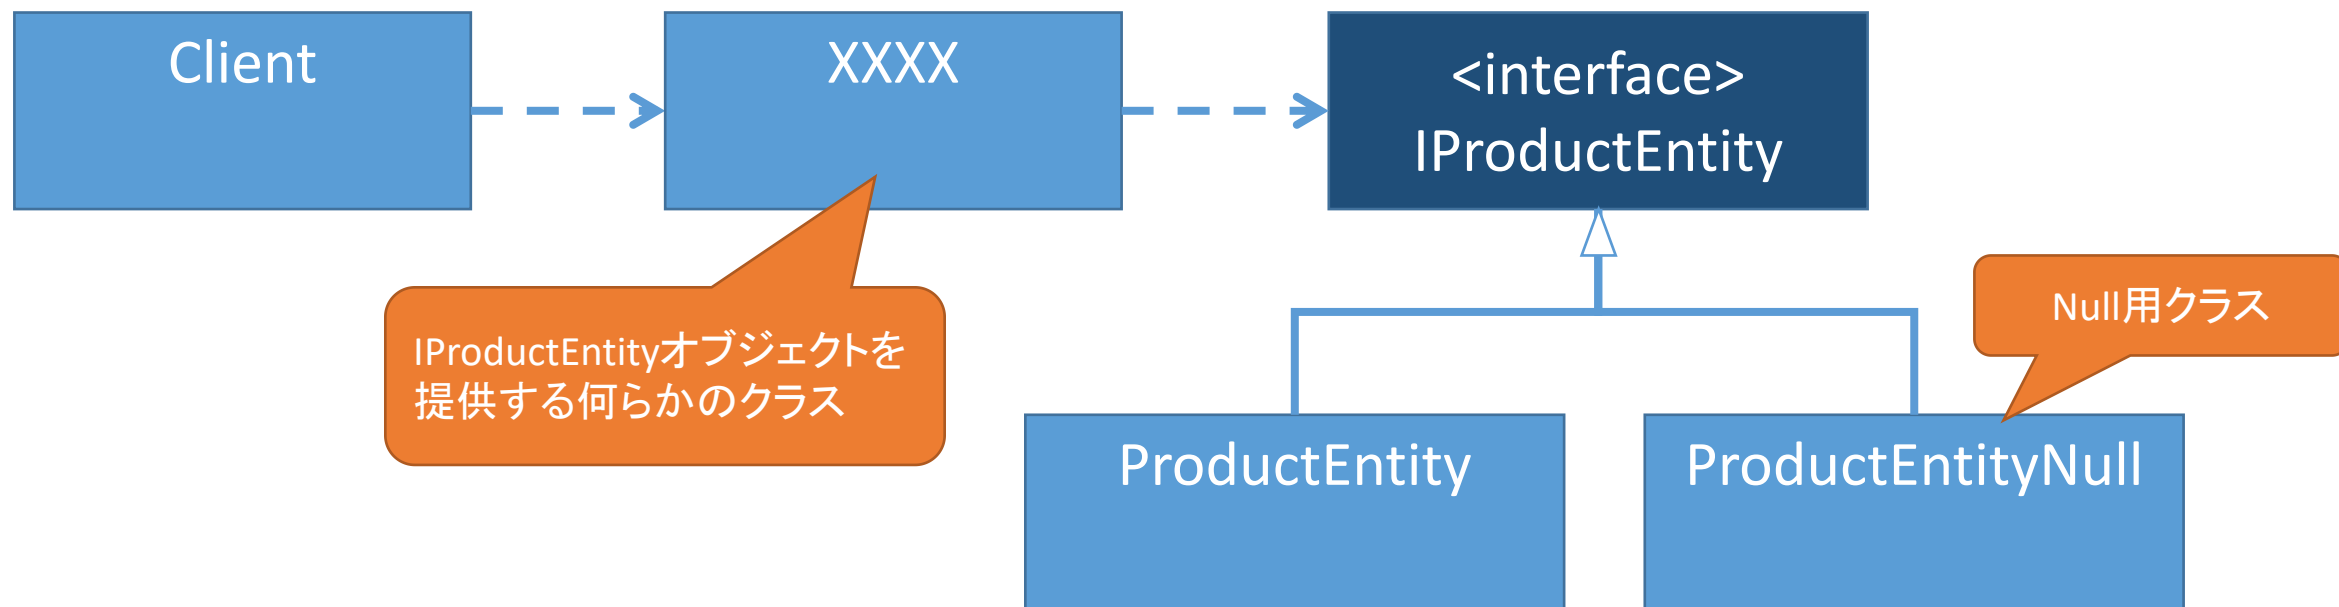 Client
XXXX
<interface>
IProductEntity
IProductEntityオブジェクトを
提供する何らかのクラス
Null用クラス
ProductEntity
ProductEntityNull